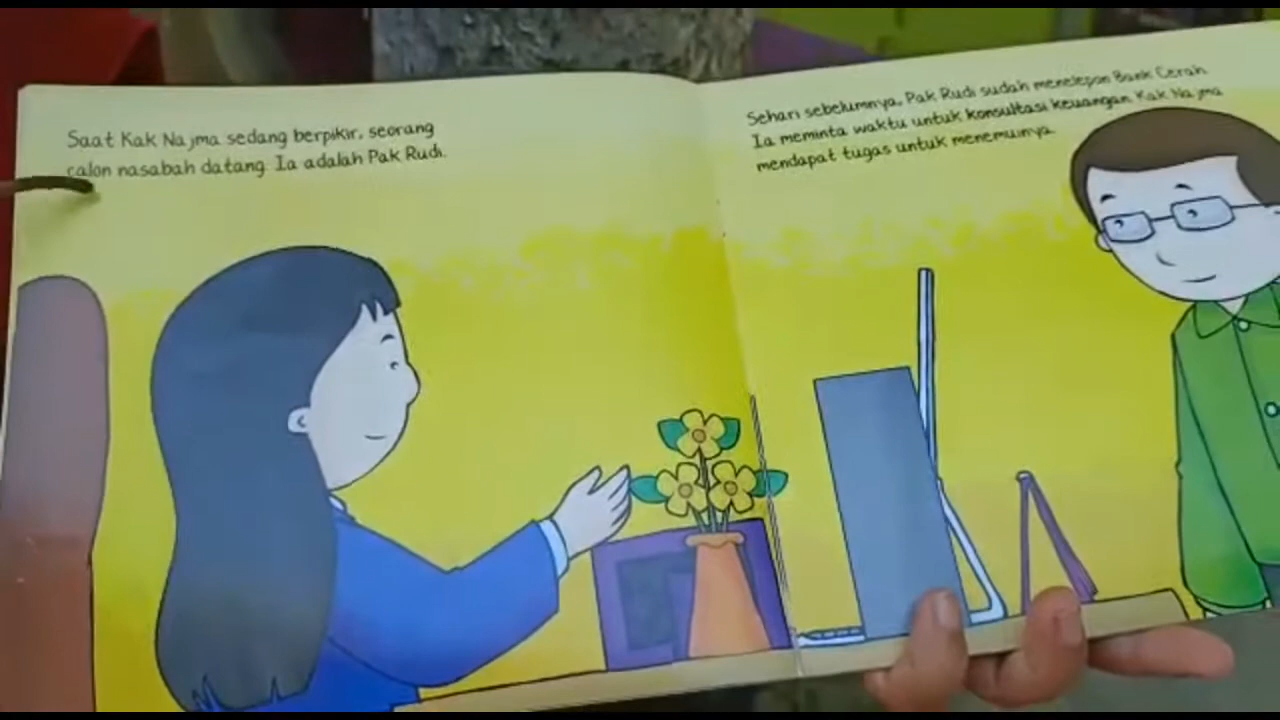 Saat Kak Najma sedang berpikir, seorang
calon nasabah datang. Ia adalah Pak Rudi.
Sehari sebelumnya, Pak Rudi sudah menelepon Bank Cerah.
Ia meminta waktu untuk konsultasi keuangan. Kak Najma
mendapat tugas untuk menemuinya.